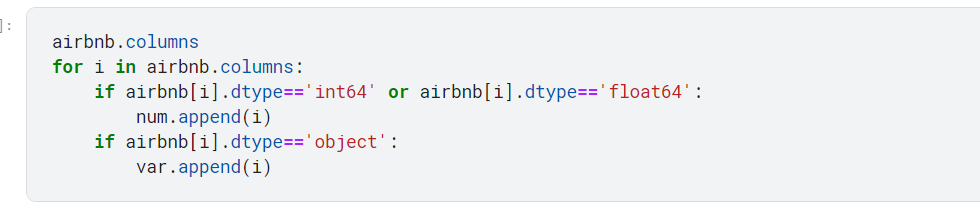 ]:
airbnb.columns
for i in airbnb.columns:
    if airbnb[i].dtype=='int64' or airbnb[i].dtype=='float64':
        num.append(i)
    if airbnb[i].dtype=='object':
        var.append(i)